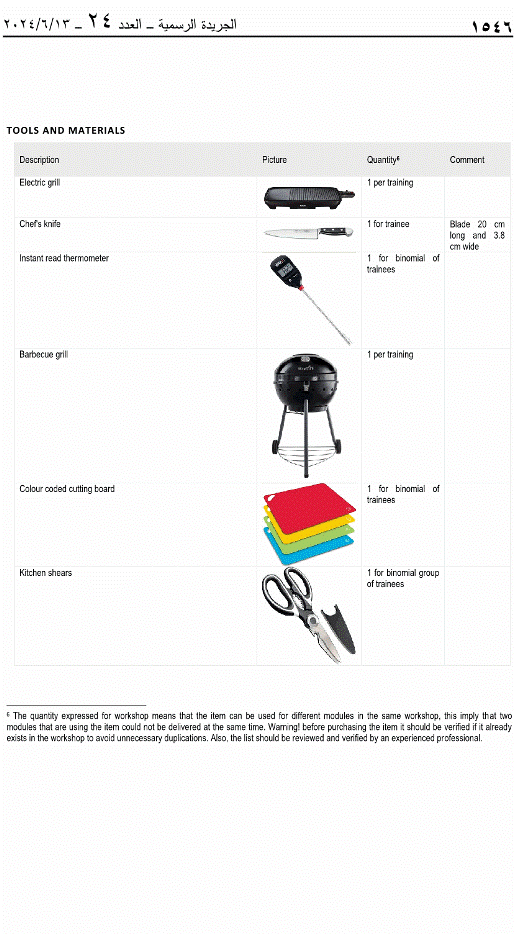 الجريدة الرسمية – العدد ٢٤ – ٢٠٢٤/٦/١٣
١٥٤٦
TOOLS AND MATERIALS
Description Picture Quantity⁶ Comment
Electric grill 1 per training
Chef's knife 1 for trainee Blade 20 cm
long and 3.8
cm wide
Instant read thermometer 1 for binomial of
trainees
Barbecue grill 1 per training
Colour coded cutting board 1 for binomial of
trainees
Kitchen shears 1 for binomial group
of trainees
⁶ The quantity expressed for workshop means that the item can be used for different modules in the same workshop, this imply that two
modules that are using the item could not be delivered at the same time. Warning! before purchasing the item it should be verified if it already
exists in the workshop to avoid unnecessary duplications. Also, the list should be reviewed and verified by an experienced professional.